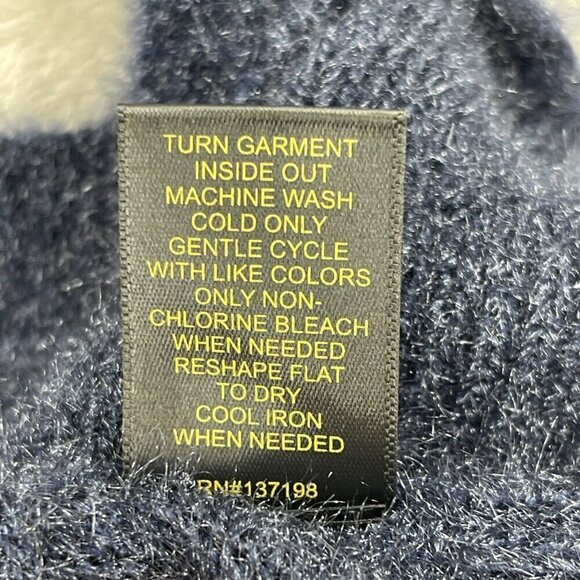 TURN GARMENT
INSIDE OUT
MACHINE WASH
COLD ONLY
GENTLE CYCLE
WITH LIKE COLORS
ONLY NON-
CHLORINE BLEACH
WHEN NEEDED
RESHAPE FLAT
TO DRY
COOL IRON
WHEN NEEDED
RN#137198